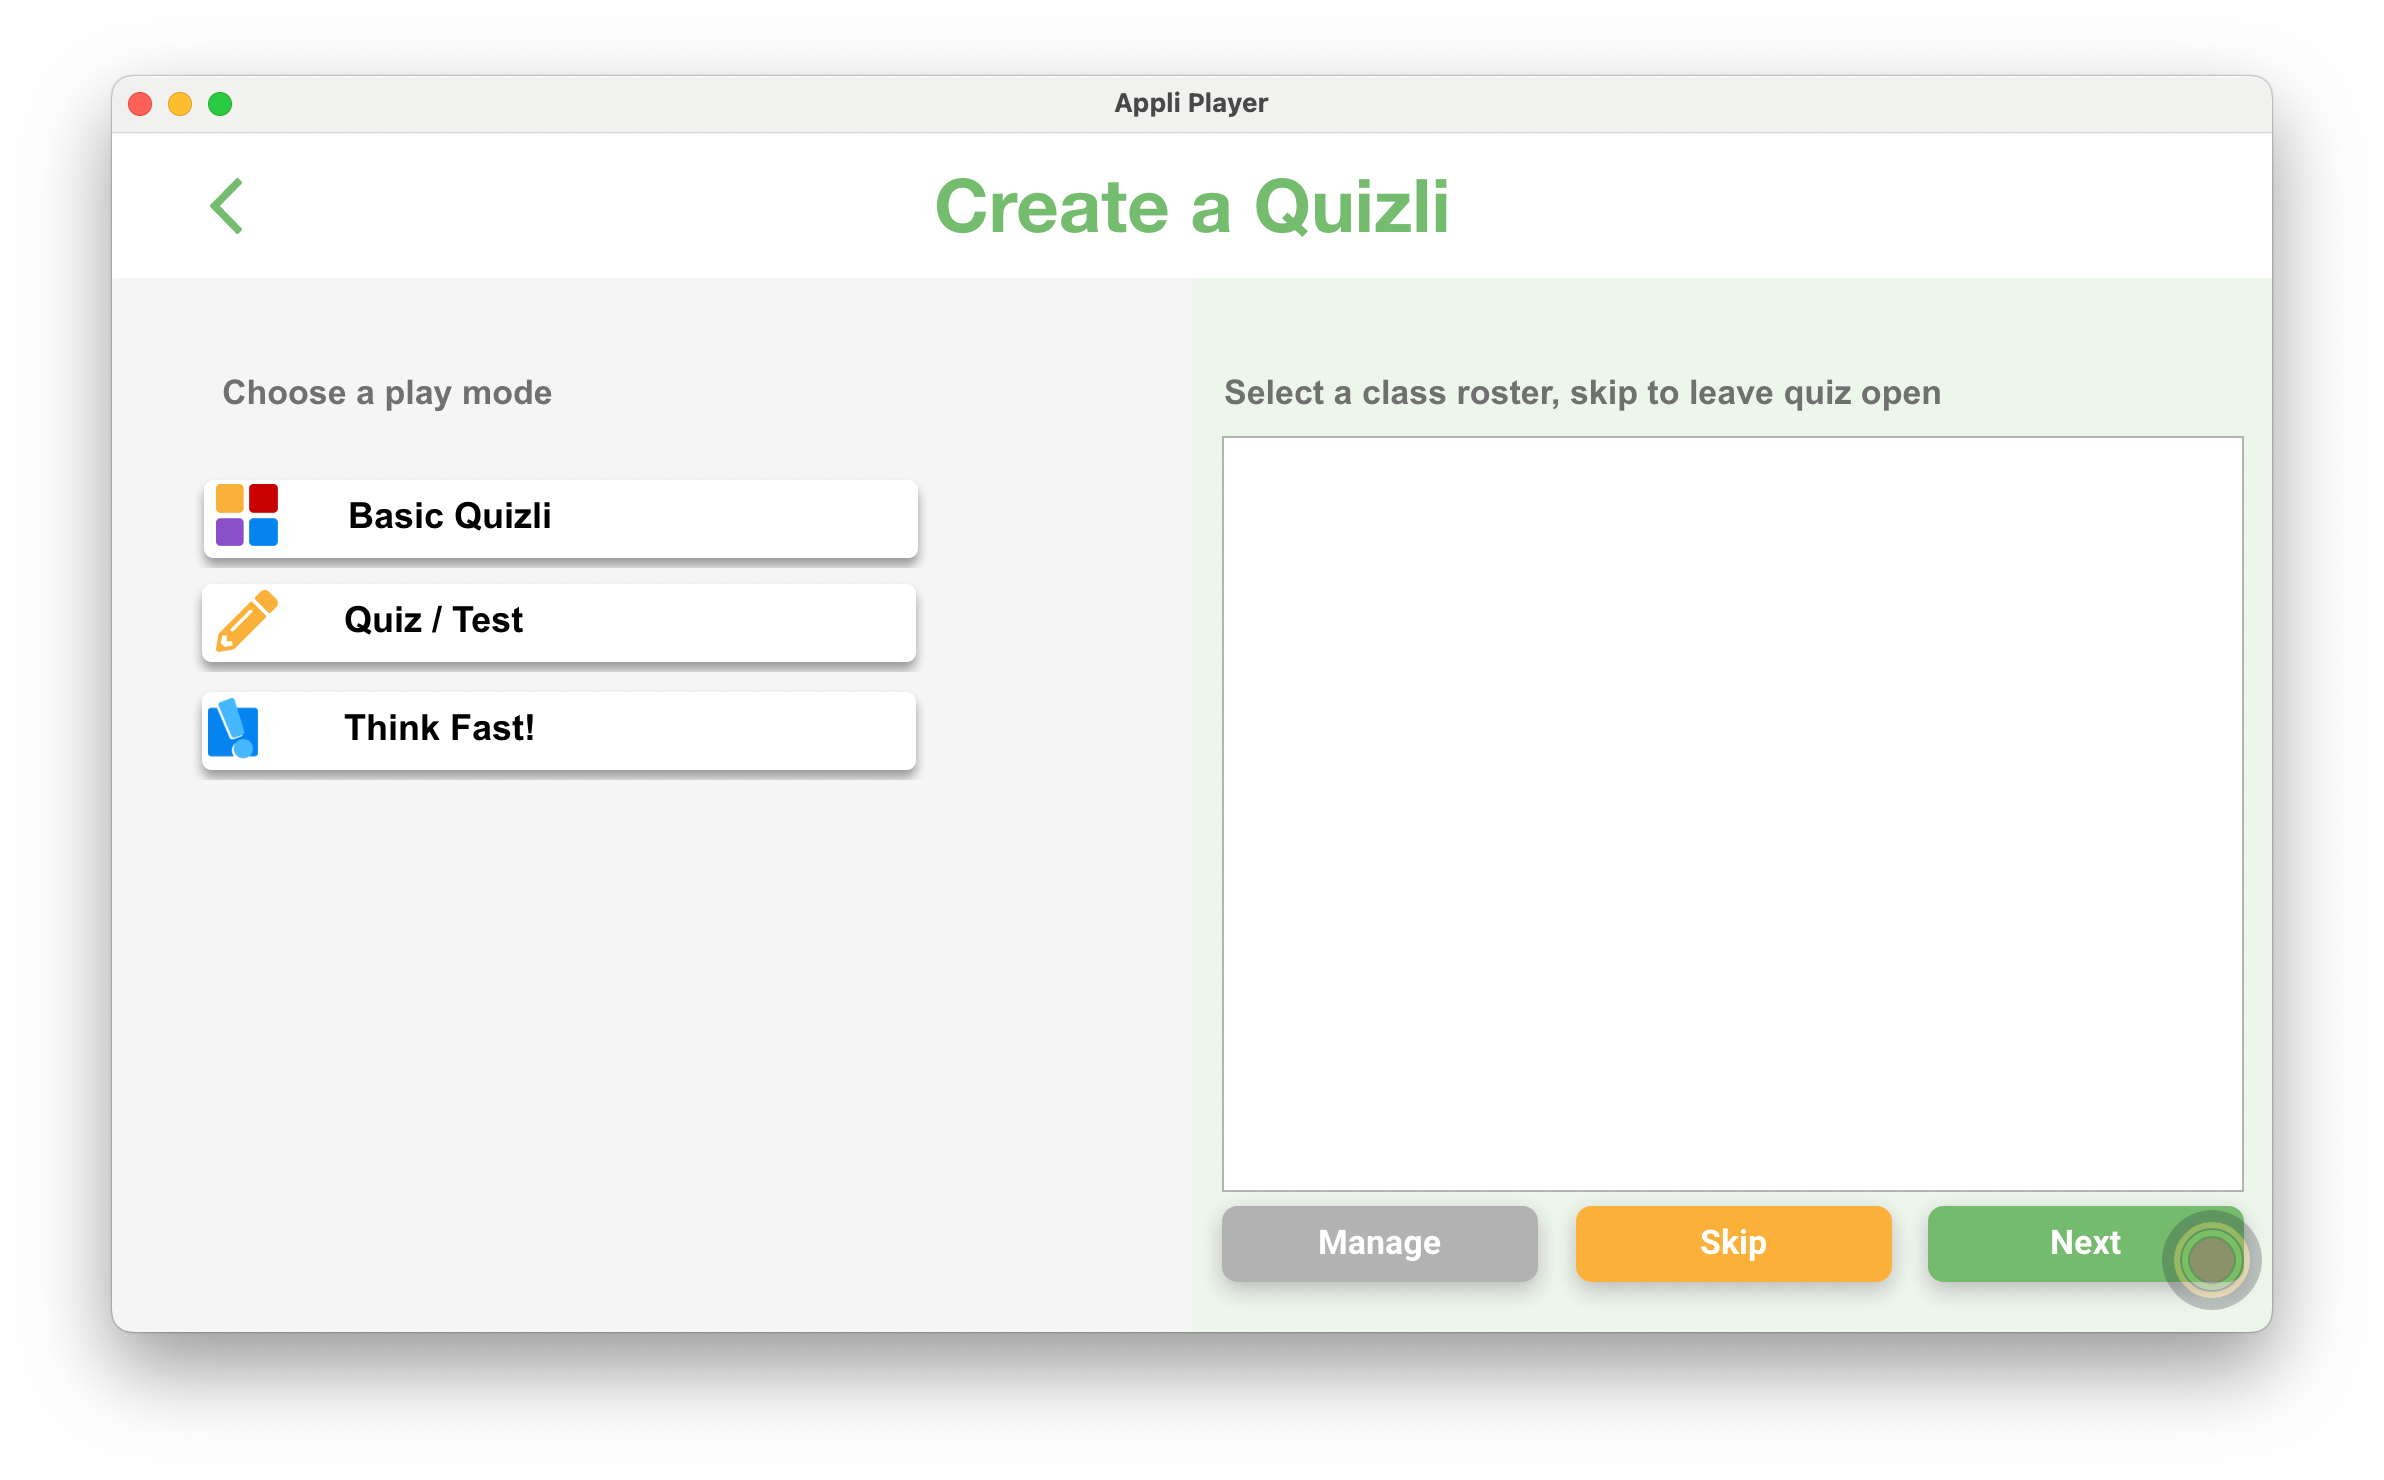 Appli Player
Create a Quizli
Choose a play mode
Basic Quizli
Quiz / Test
Think Fast!
Select a class roster, skip to leave quiz open
Manage
Skip
Next